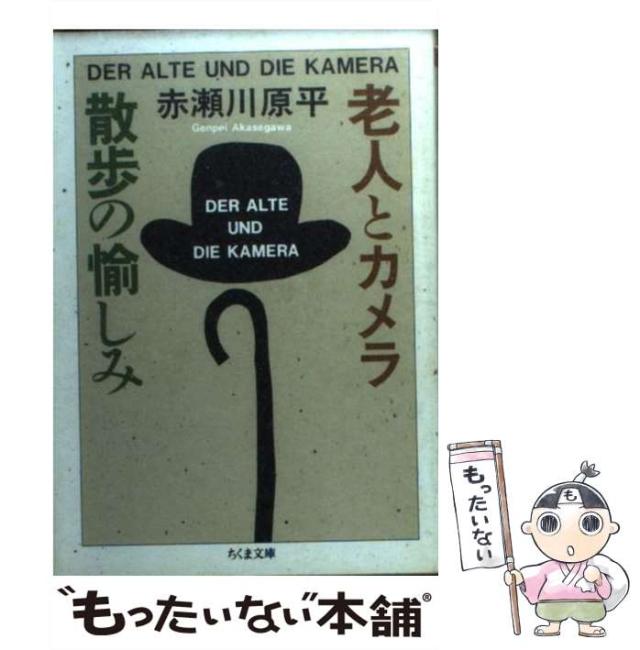 DER ALTE UND DIE KAMERA
赤瀬川原平
Genpei Akasegawa
老人とカメラ
散歩の愉しみ
DER ALTE
UND
DIE KAMERA
ちくま文庫
“もったいない”本舗®
も
もったいない